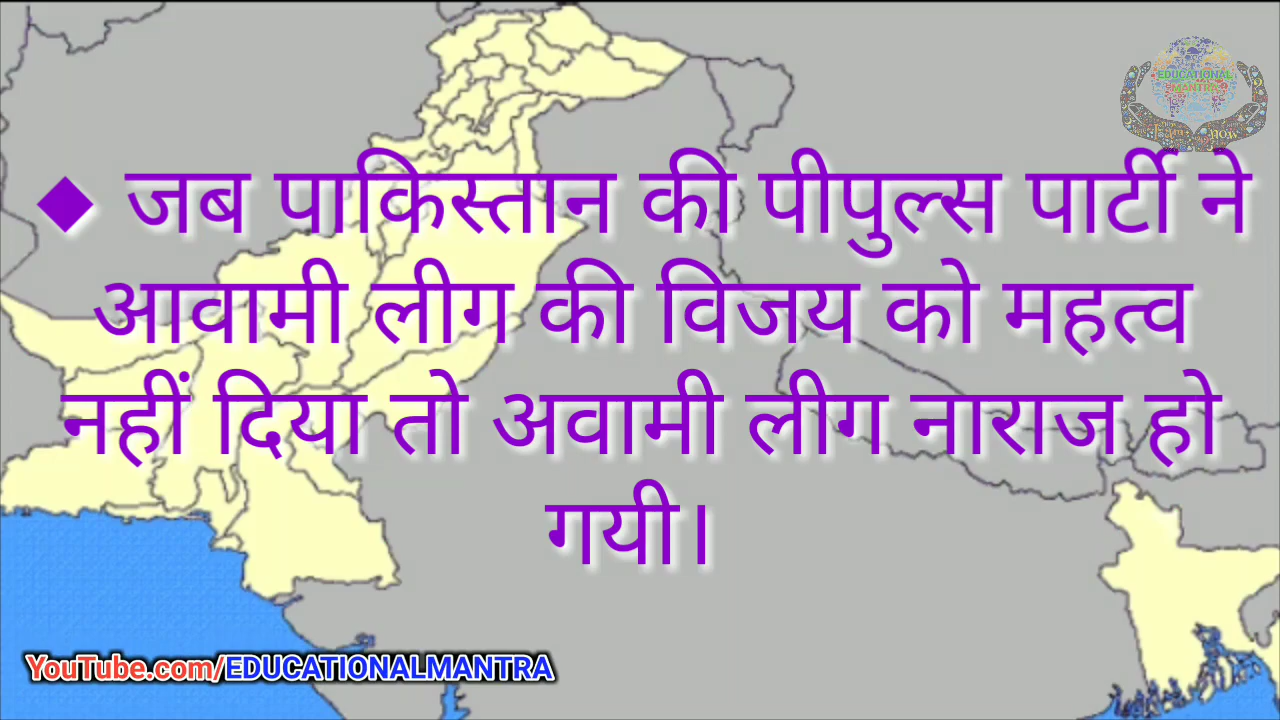 EDUCATIONAL
MANTRA
◆ जब पाकिस्तान की पीपुल्स पार्टी ने
आवामी लीग की विजय को महत्व
नहीं दिया तो अवामी लीग नाराज हो
गयी।
YouTube.com/EDUCATIONALMANTRA